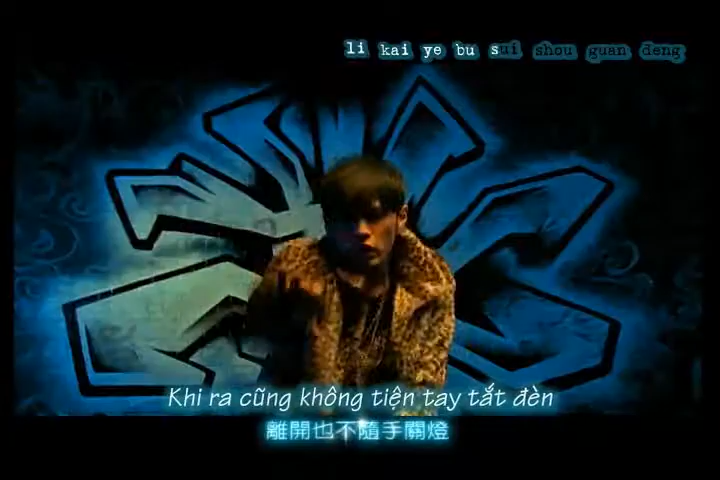 li kai ye bu sui shou guan deng
Khi ra cũng không tiện tay tắt đèn
離開也不隨手關燈